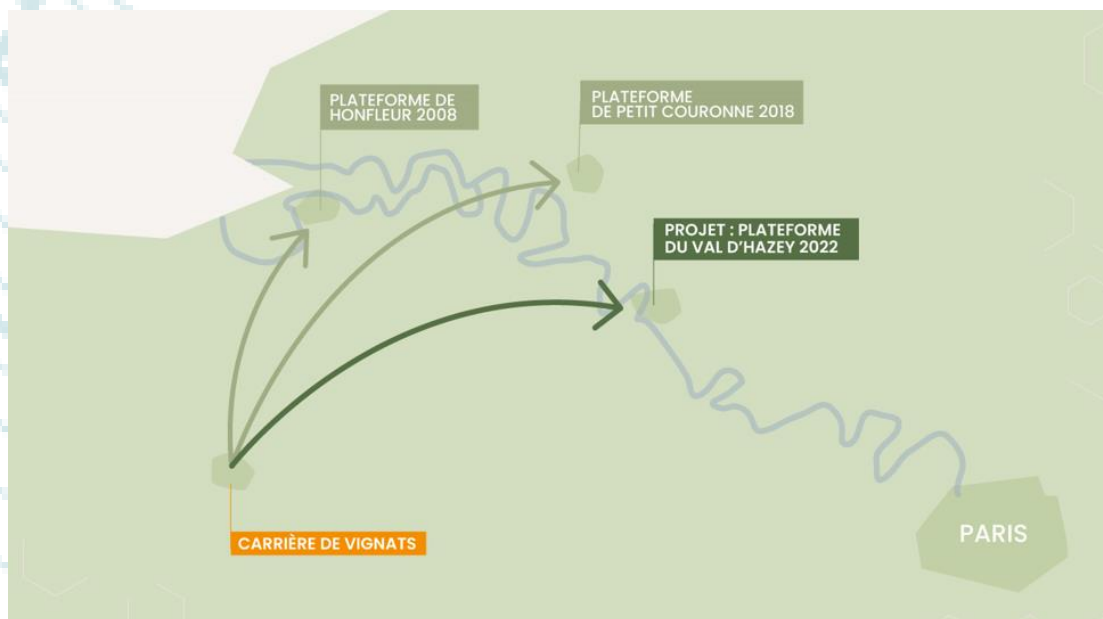 PLATEFORME DE
HONFLEUR 2008
PLATEFORME
DE PETIT COURONNE 2018
PROJET : PLATEFORME
DU VAL D'HAZEY 2022
CARRIÈRE DE VIGNATS
PARIS